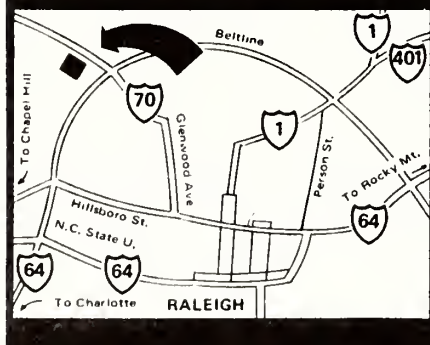 Beltline
1
401
To Chapel Hill
70
Glenwood Ave
1
Person St.
To Rocky Mt.
Hillsboro St.
64
N.C. State U,
64
64
To Charlotte
RALEIGH